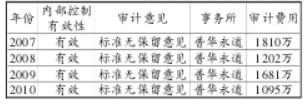 年份 内部控制有效性 审计意见 事务所 审计费用
2007 有效 标准无保留意见 普华永道 1810万
2008 有效 标准无保留意见 普华永道 1202万
2009 有效 标准无保留意见 普华永道 1681万
2010 有效 标准无保留意见 普华永道 1095万